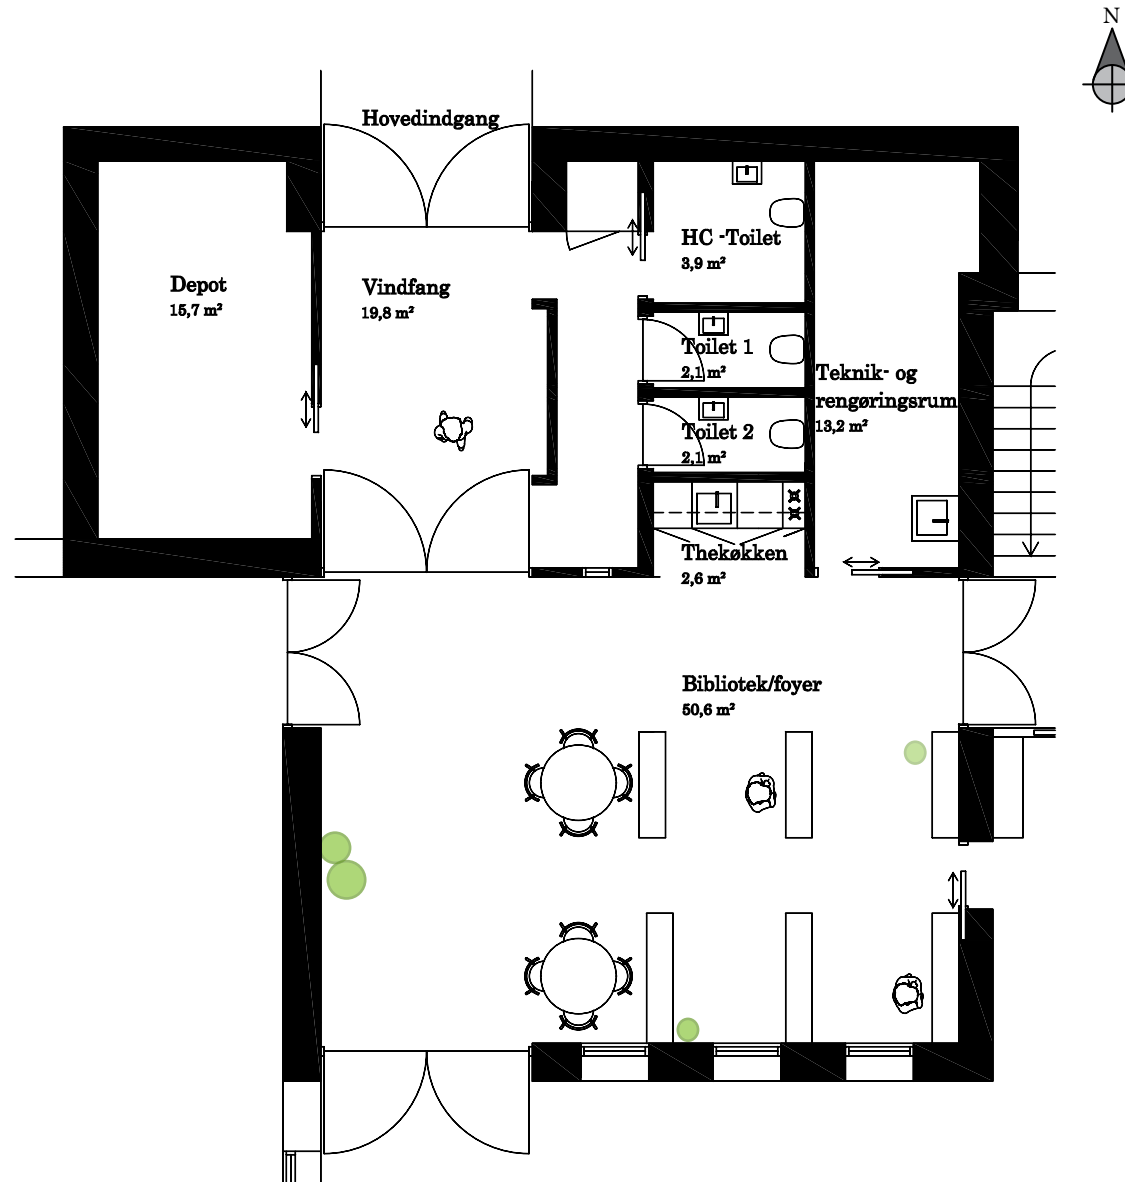 N
Hovedindgang
HC -Toilet
3,9 m²
Depot
15,7 m²
Vindfang
19,8 m²
Toilet 1
2,1 m²
Teknik- og
rengøringsrum
13,2 m²
Toilet 2
2,1 m²
Thekøkken
2,6 m²
Bibliotek/foyer
50,6 m²